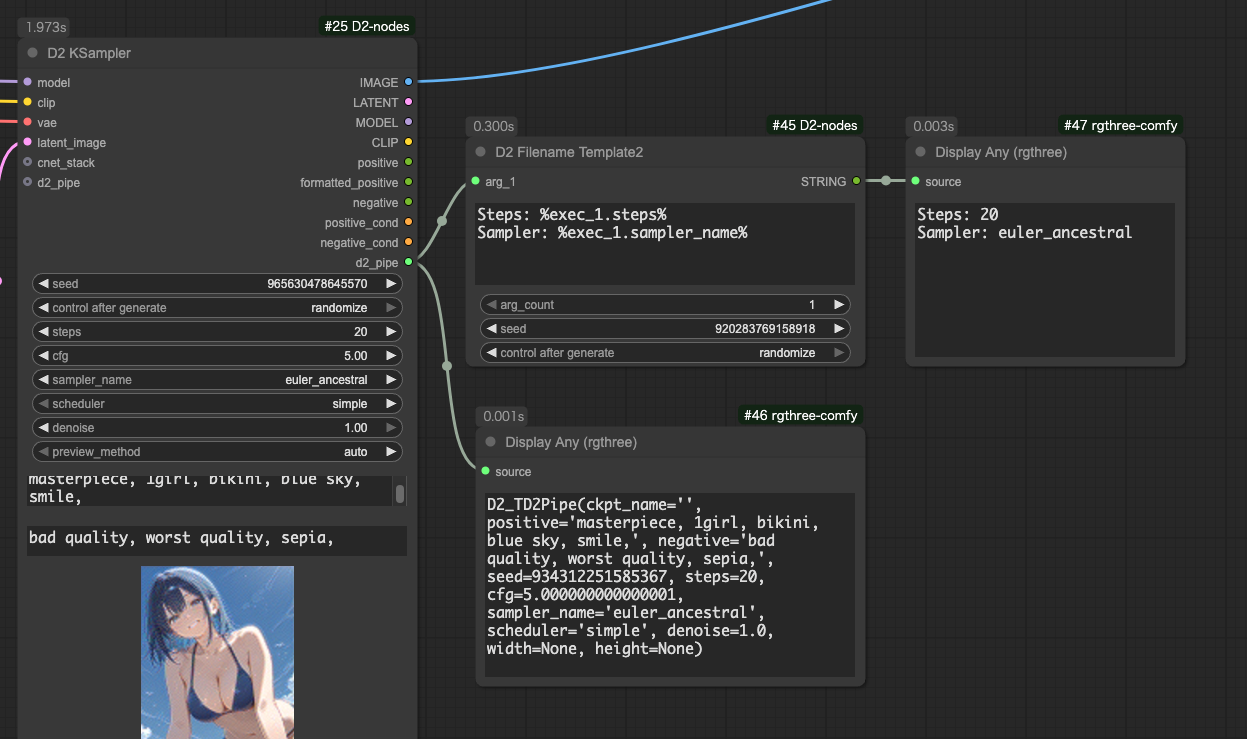 1.973s
#25 D2-nodes
D2 KSampler
model
IMAGE
clip
LATENT
vae
MODEL
latent_image
CLIP
cnet_stack
positive
d2_pipe
formatted_positive
negative
positive_cond
negative_cond
d2_pipe
seed 965630478645570
control after generate randomize
steps 20
cfg 5.00
sampler_name euler_ancestral
scheduler simple
denoise 1.00
preview_method auto
masterpiece, 1girl, bikini, blue sky,
smile,
bad quality, worst quality, sepia,
0.300s
#45 D2-nodes
D2 Filename Template2
arg_1
STRING
Steps: %exec_1.steps%
Sampler: %exec_1.sampler_name%
arg_count 1
seed 920283769158918
control after generate randomize
0.003s
#47 rgthree-comfy
Display Any (rgthree)
source
Steps: 20
Sampler: euler_ancestral
0.001s
#46 rgthree-comfy
Display Any (rgthree)
source
D2_TD2Pipe(ckpt_name='',
positive='masterpiece, 1girl, bikini,
blue sky, smile,', negative='bad
quality, worst quality, sepia,',
seed=934312251585367, steps=20,
cfg=5.000000000000001,
sampler_name='euler_ancestral',
scheduler='simple', denoise=1.0,
width=None, height=None)